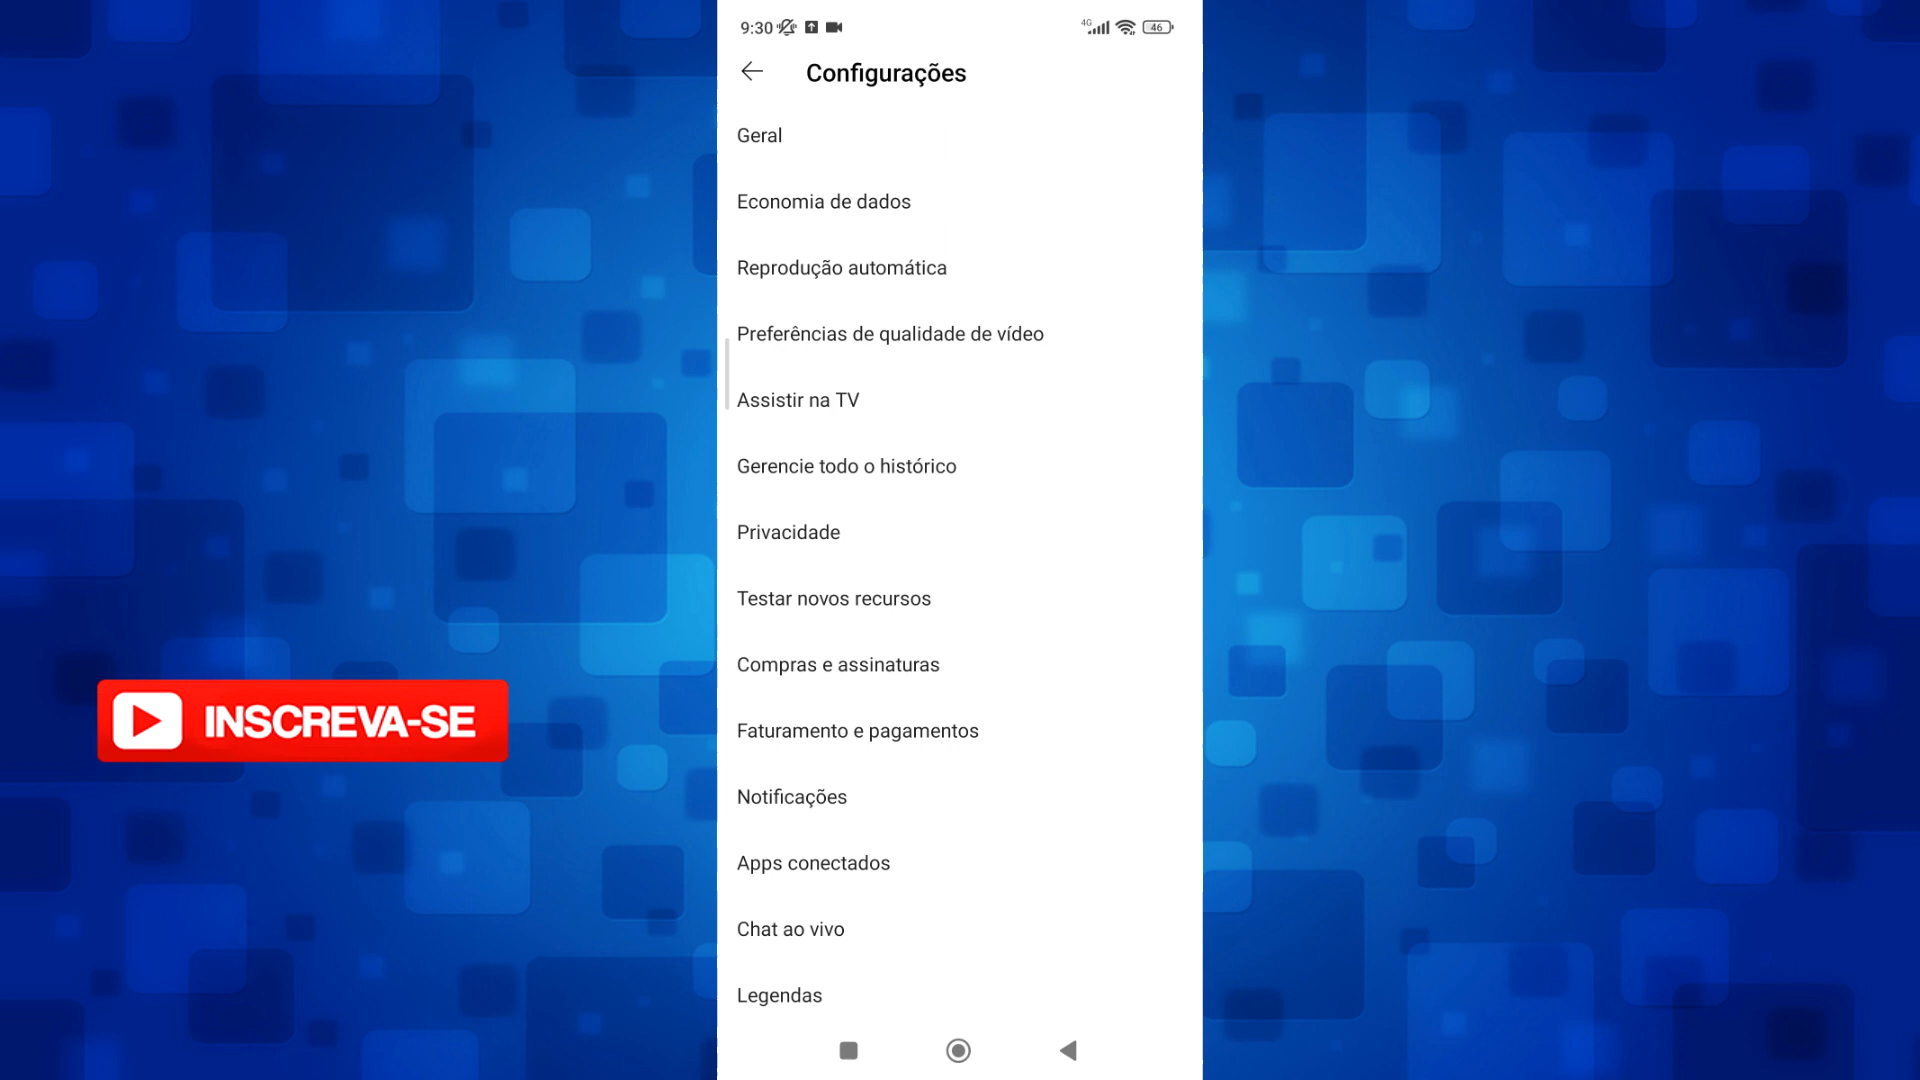 9:30
4G
46
Configurações
Geral
Economia de dados
Reprodução automática
Preferências de qualidade de vídeo
Assistir na TV
Gerencie todo o histórico
Privacidade
Testar novos recursos
Compras e assinaturas
INSCREVA-SE
Faturamento e pagamentos
Notificações
Apps conectados
Chat ao vivo
Legendas